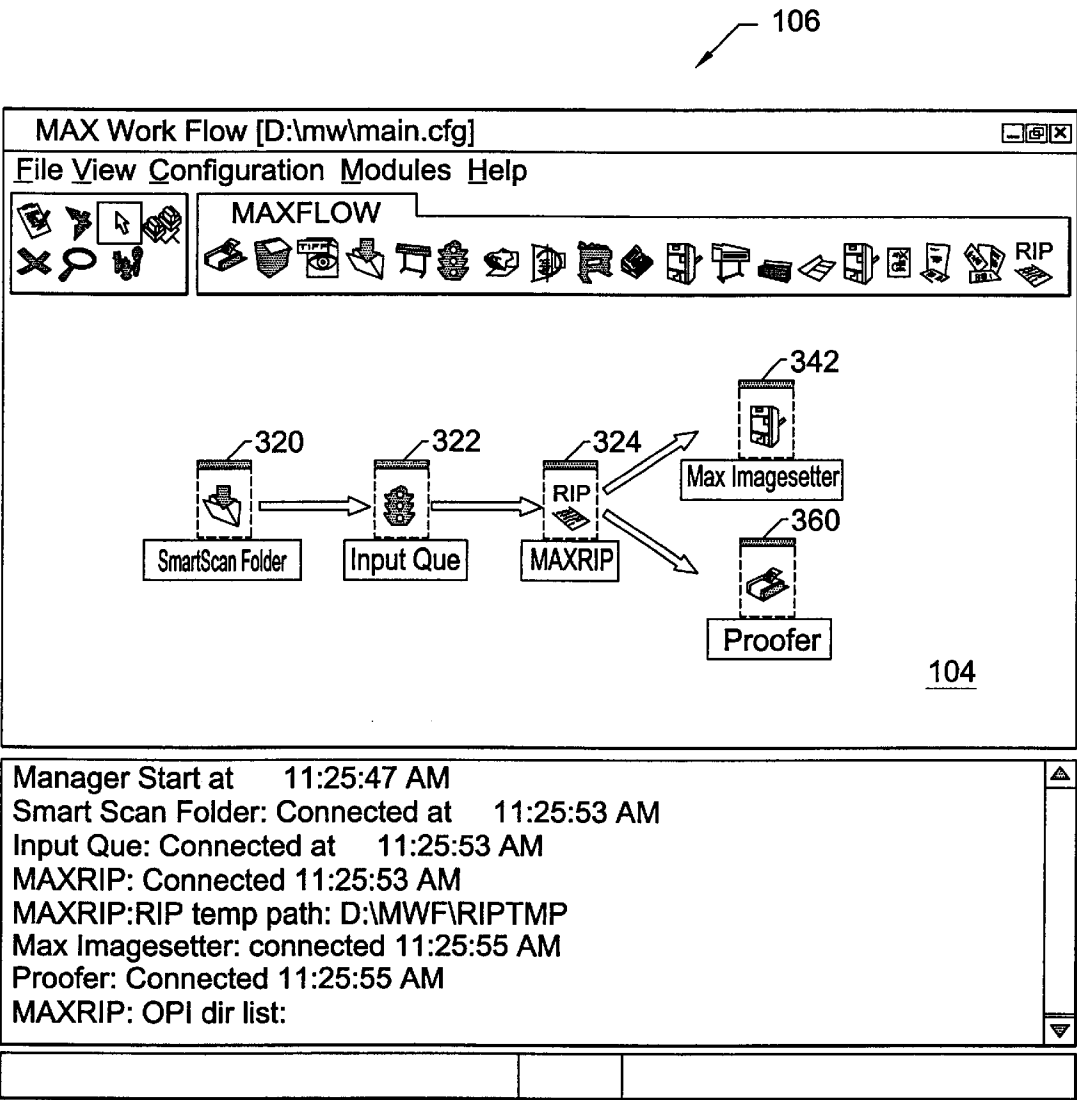 106
MAX Work Flow [D:\mw\main.cfg]
File View Configuration Modules Help
MAXFLOW
TIFF
RIP
342
320
322
324
RIP
Max Imagesetter
360
SmartScan Folder
Input Que
MAXRIP
Proofer
104
Manager Start at 11:25:47 AM
Smart Scan Folder: Connected at 11:25:53 AM
Input Que: Connected at 11:25:53 AM
MAXRIP: Connected 11:25:53 AM
MAXRIP:RIP temp path: D:\MWF\RIPTMP
Max Imagesetter: connected 11:25:55 AM
Proofer: Connected 11:25:55 AM
MAXRIP: OPI dir list: